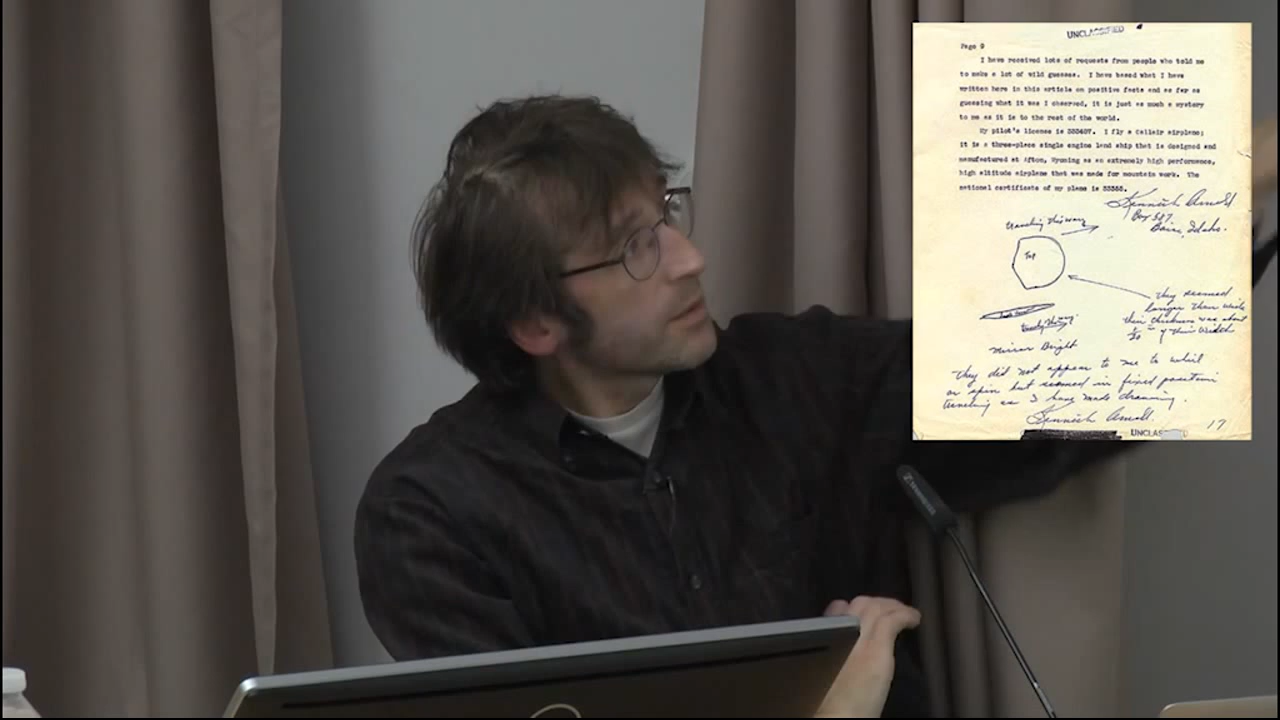 UNCLASSIFIED
Page 9
I have received lots of requests from people who told me
to make a lot of wild guesses. I have based what I have
written here in this article on positive facts and as far as
guessing what it was I observed, it is just as much a mystery
to me as it is to the rest of the world.
My pilot's license is 333487. I fly a Callair airplane;
it is a three-place single engine land ship that is designed and
manufactured at Afton, Wyoming as an extremely high performance,
high altitude airplane that was made for mountain work. The
national certificate of my plane is 33355.
Kenneth Arnold
Box 387
Boise, Idaho.
traveling this way
Top
they seemed
longer than wide
their thickness was about
1/20 th of their width
Mirror Bright
They did not appear to me to whirl
or spin but seemed in fixed position
traveling as I have made drawing.
Kenneth Arnold.
17